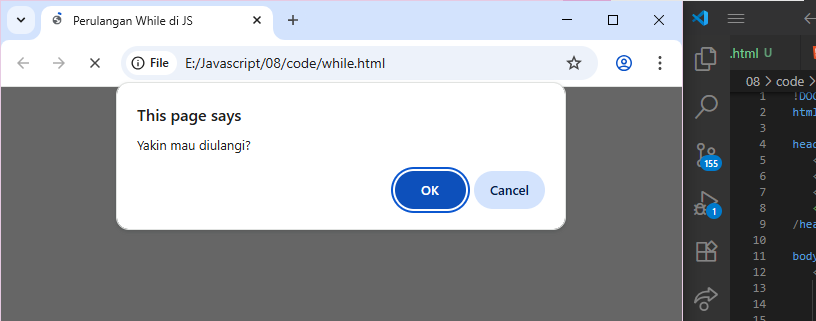 Perulangan While di JS
File
E:/Javascript/08/code/while.html
This page says
Yakin mau diulangi?
OK
Cancel
.html U
08 > code >
155
1
1 !DOC
2 html
3
4 head
5 <
6 <
7 <
8 <
9 /hea
10
11 body
12 <
13
14
15